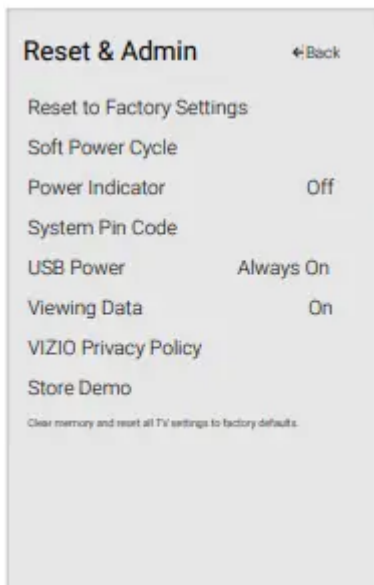 Reset & Admin Back
Reset to Factory Settings
Soft Power Cycle
Power Indicator Off
System Pin Code
USB Power Always On
Viewing Data On
VIZIO Privacy Policy
Store Demo
Clear memory and reset all TV settings to factory defaults.